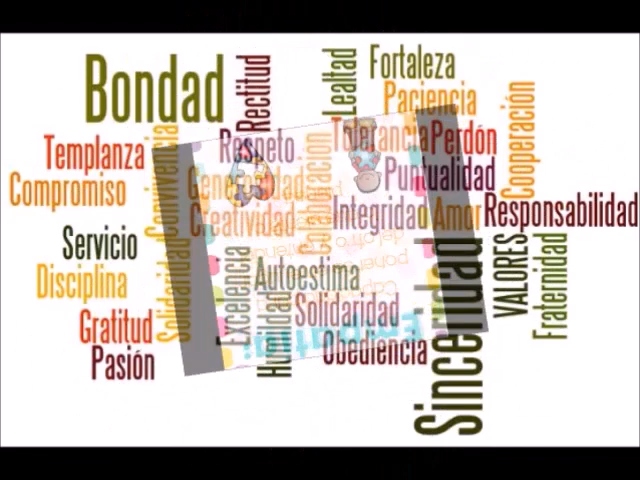 Bondad
Rectitud
Lealtad
Fortaleza
Paciencia
Cooperación
Templanza
Convivencia
Respeto
Tolerancia
Perdón
Compromiso
Generosidad
Colaboración
Puntualidad
Creatividad
Integridad
Amor
Responsabilidad
Servicio
Solidaridad
Excelencia
Autoestima
Sinceridad
VALORES
Fraternidad
Disciplina
Humildad
Solidaridad
Gratitud
Obediencia
Pasión
Empatía